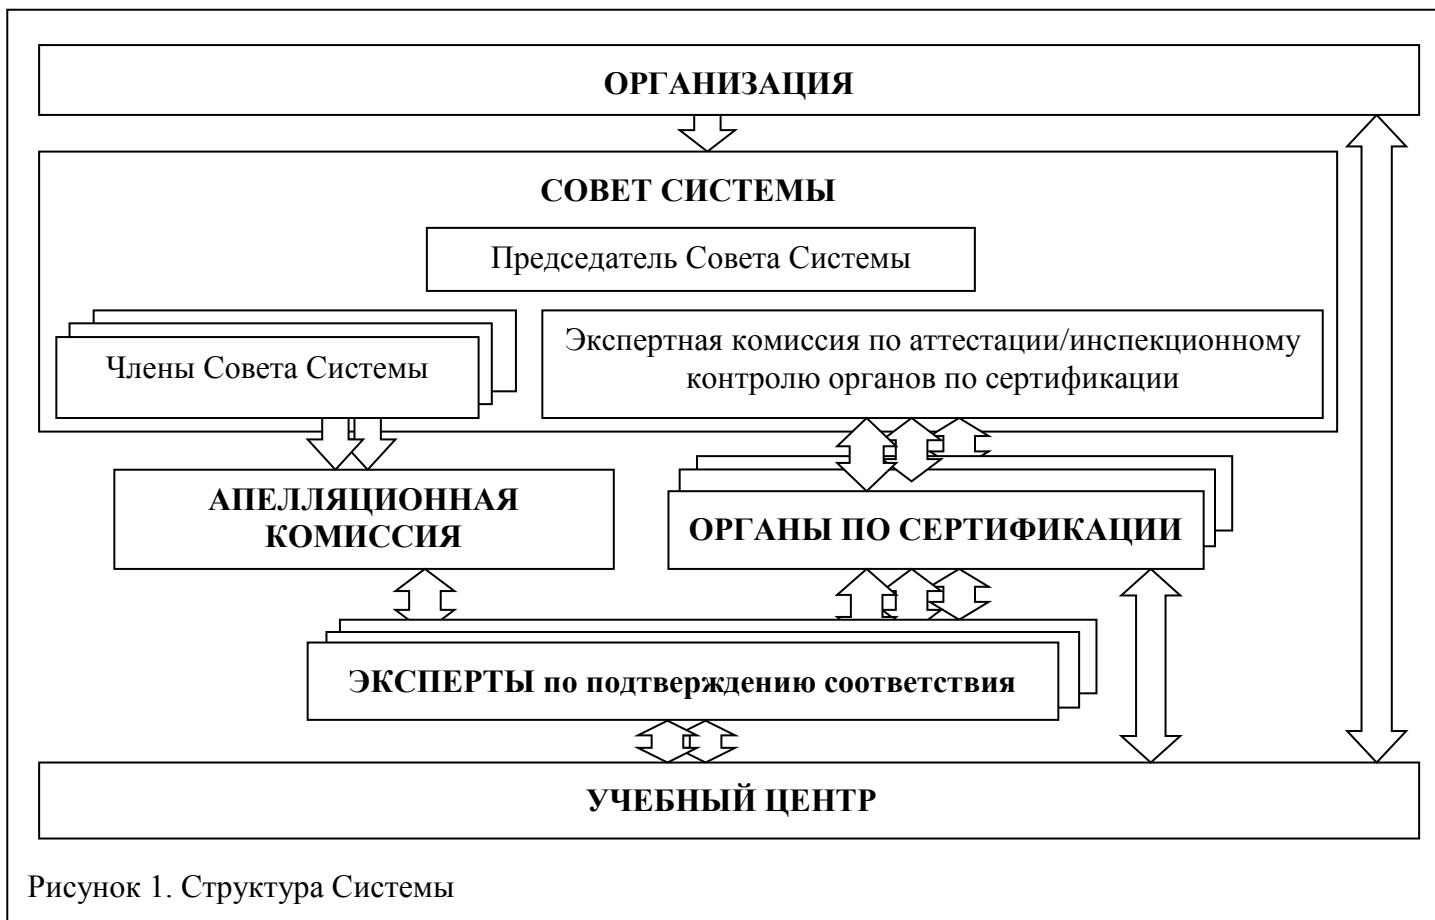 ОРГАНИЗАЦИЯ
СОВЕТ СИСТЕМЫ
Председатель Совета Системы
Члены Совета Системы
Экспертная комиссия по аттестации/инспекционному
контролю органов по сертификации
АПЕЛЛЯЦИОННАЯ
КОМИССИЯ
ОРГАНЫ ПО СЕРТИФИКАЦИИ
ЭКСПЕРТЫ по подтверждению соответствия
УЧЕБНЫЙ ЦЕНТР
Рисунок 1. Структура Системы